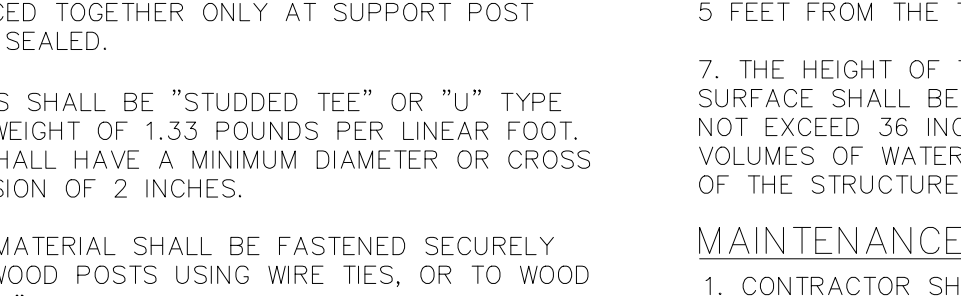 CED TOGETHER ONLY AT SUPPORT POST
SEALED.
S SHALL BE "STUDDED TEE" OR "U" TYPE
WEIGHT OF 1.33 POUNDS PER LINEAR FOOT.
HALL HAVE A MINIMUM DIAMETER OR CROSS
SION OF 2 INCHES.
MATERIAL SHALL BE FASTENED SECURELY
WOOD POSTS USING WIRE TIES, OR TO WOOD
5 FEET FROM THE T
7. THE HEIGHT OF T
SURFACE SHALL BE
NOT EXCEED 36 INC
VOLUMES OF WATER
OF THE STRUCTURE
MAINTENANCE
1. CONTRACTOR SH